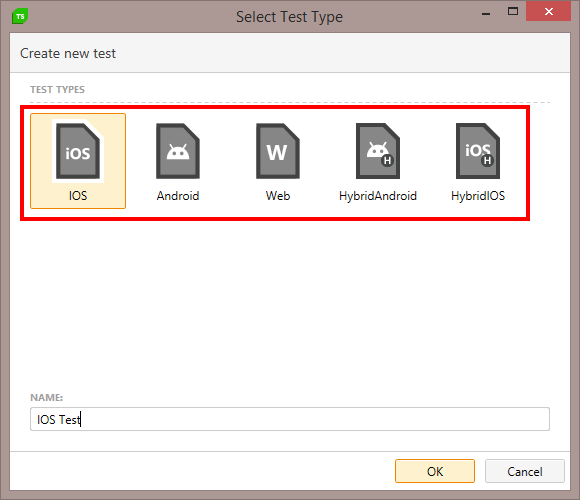 TS
Select Test Type
Create new test
TEST TYPES
iOS W H iOS H
IOS Android Web HybridAndroid HybridIOS
NAME:
IOS Test
OK Cancel